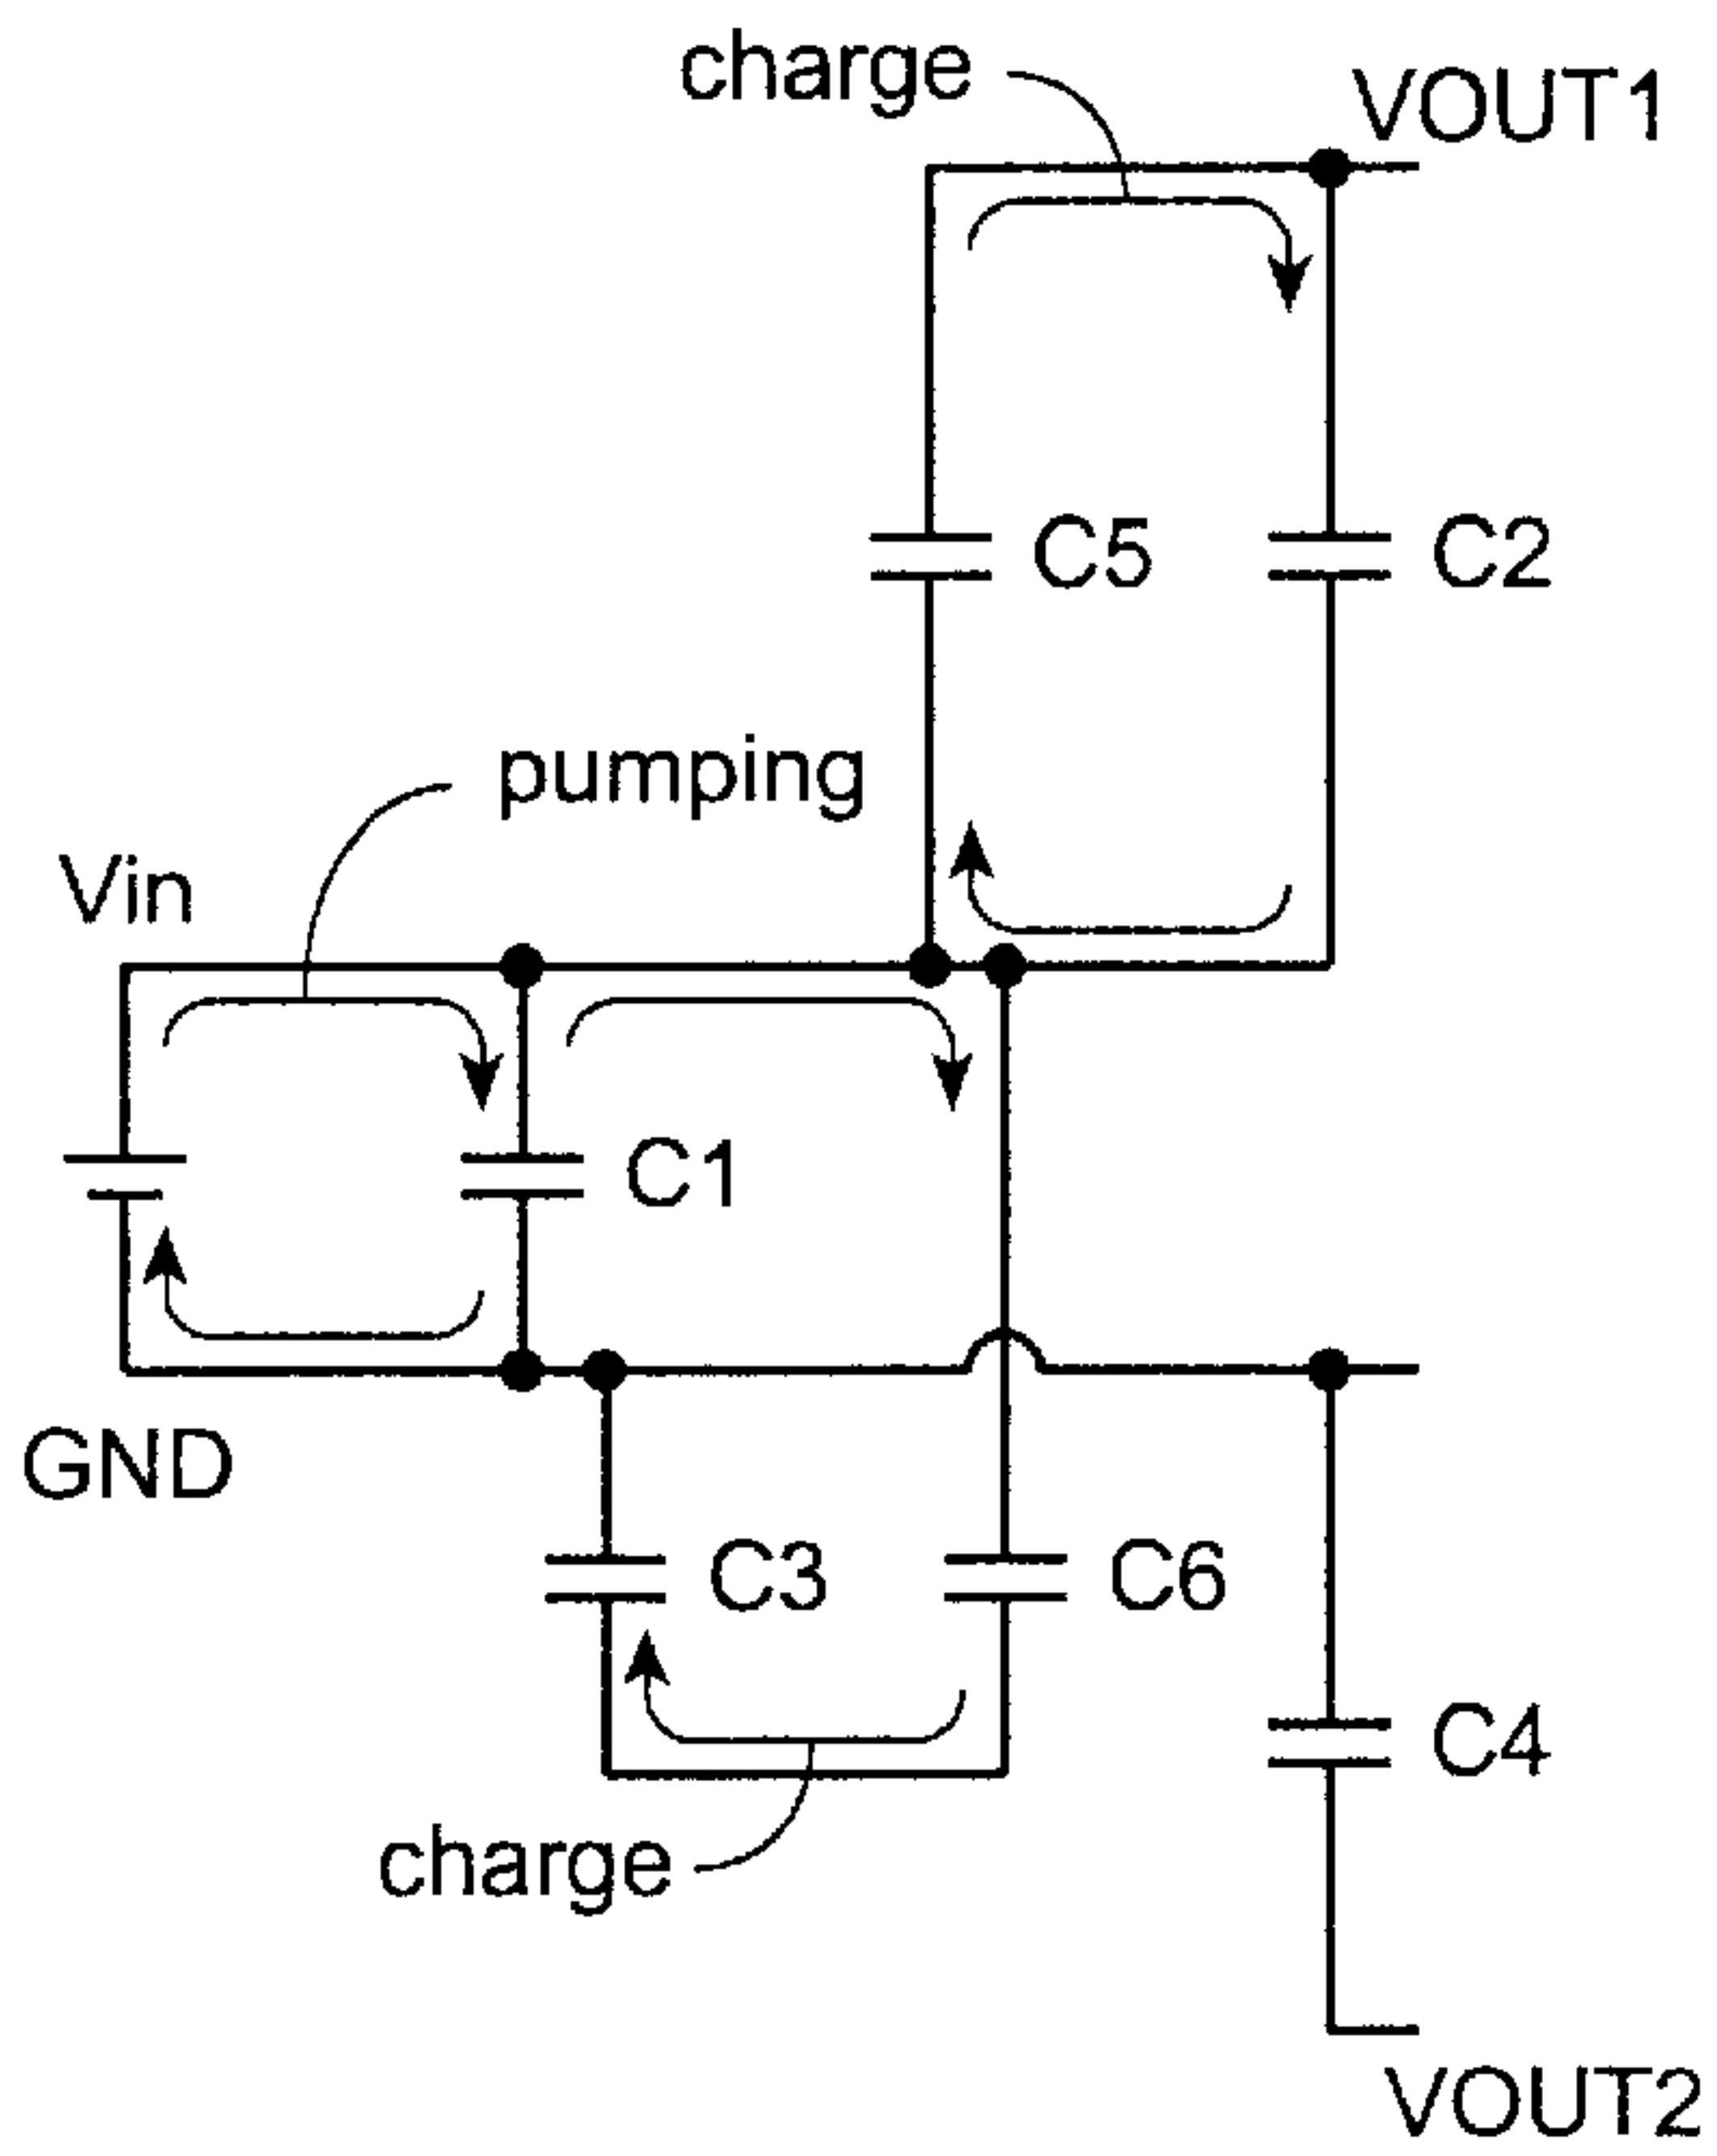 charge
VOUT1
C5
C2
pumping
Vin
C1
GND
C3
C6
C4
charge
VOUT2